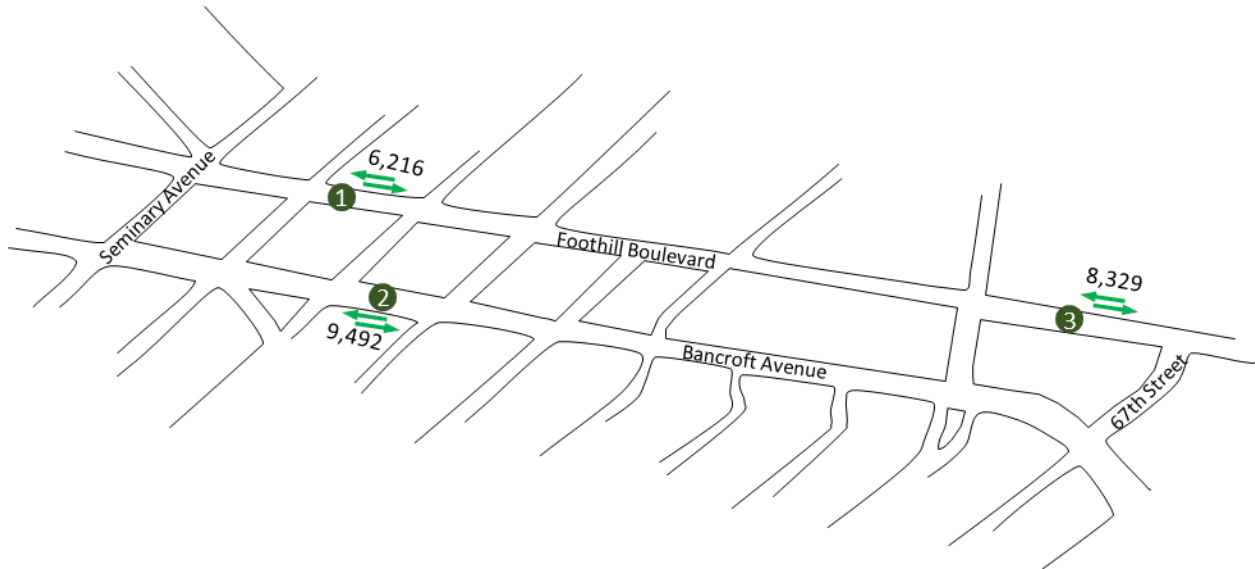 6,216
Seminary Avenue
1
Foothill Boulevard
8,329
2
3
9,492
Bancroft Avenue
67th Street